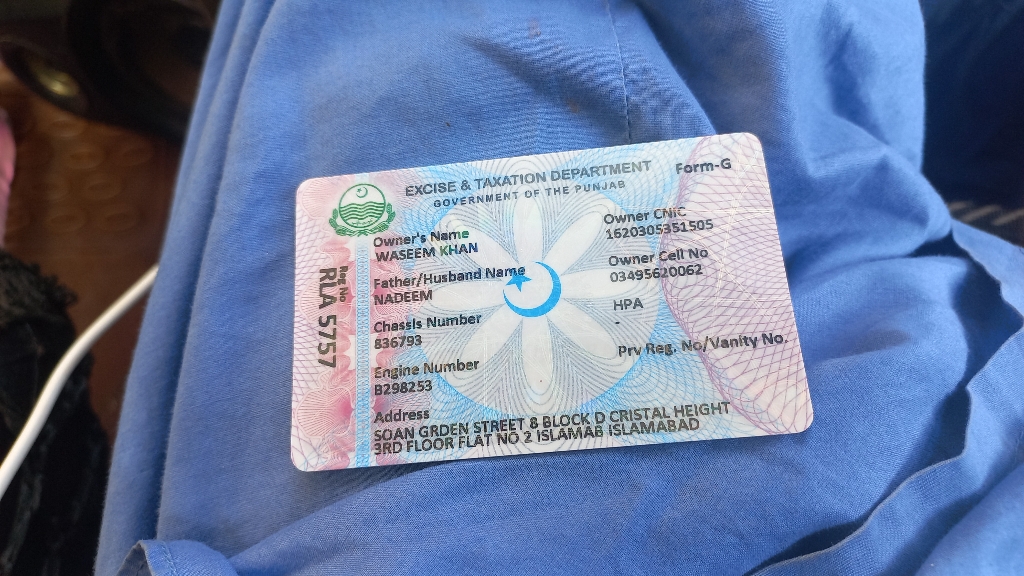 EXCISE & TAXATION DEPARTMENT
GOVERNMENT OF THE PUNJAB
Form-G
Reg No
RLA 5757
Owner's Name
WASEEM KHAN
Father/Husband Name
NADEEM
Chassis Number
836793
Engine Number
B298253
Address
SOAN GRDEN STREET 8 BLOCK D CRISTAL HEIGHT
3RD FLOOR FLAT NO 2 ISLAMAB ISLAMABAD
Owner CNIC
1620305351505
Owner Cell No
03495620062
HPA
-
Prv Reg. No/Vanity No.